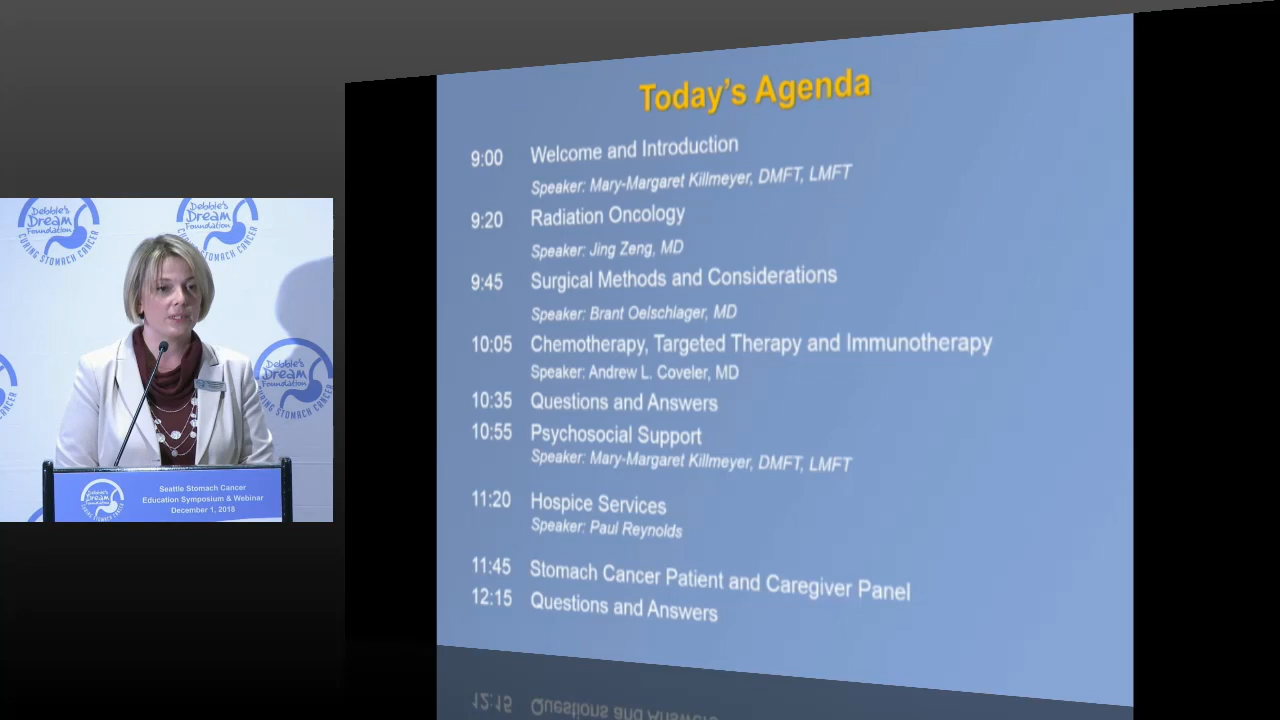 Today's Agenda
9:00 Welcome and Introduction
Speaker: Mary-Margaret Killmeyer, DMFT, LMFT
9:20 Radiation Oncology
Speaker: Jing Zeng, MD
9:45 Surgical Methods and Considerations
Speaker: Brant Oelschlager, MD
10:05 Chemotherapy, Targeted Therapy and Immunotherapy
Speaker: Andrew L. Coveler, MD
10:35 Questions and Answers
10:55 Psychosocial Support
Speaker: Mary-Margaret Killmeyer, DMFT, LMFT
11:20 Hospice Services
Speaker: Paul Reynolds
11:45 Stomach Cancer Patient and Caregiver Panel
12:15 Questions and Answers
Debbie's
Dream
Foundation
CURING STOMACH CANCER
Debbie's
Dream
Foundation
CURING STOMACH CANCER
Debbie's
Dream
Foundation
CURING STOMACH CANCER
CANCER
Debbie's
Dream
Foundation
Seattle Stomach Cancer
Education Symposium & Webinar
December 1, 2018